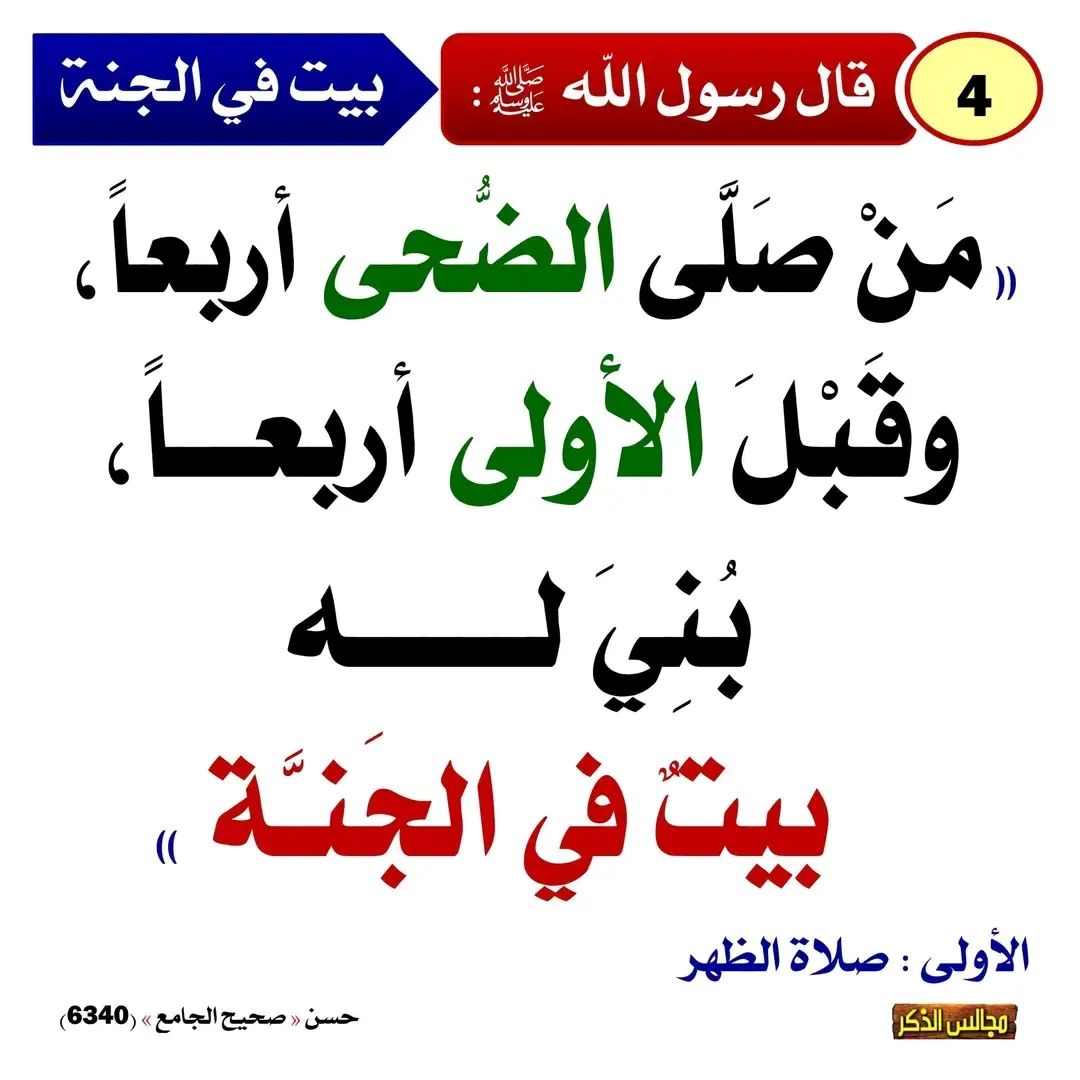 4 قال رسول الله ﷺ : بيت في الجنة
(( مَنْ صَلَّى الضُّحى أربعاً،
وقَبْلَ الأولى أربعــاً،
بُنِيَ لـــه
بيتٌ في الجَنـَّة ))
الأولى : صلاة الظهر
مجالس الذكر
حسن « صحيح الجامع » (6340)